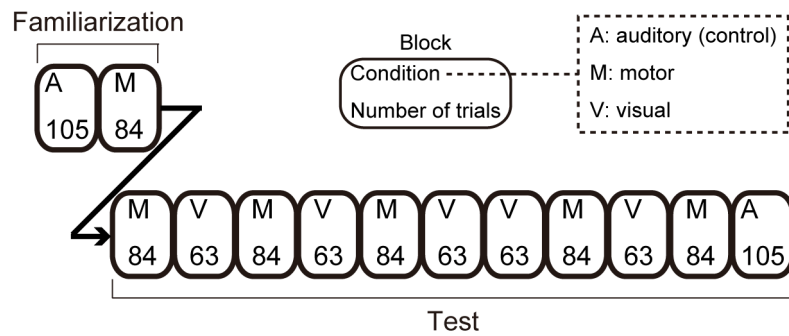 Familiarization
A M
105 84
Block
Condition
Number of trials
A: auditory (control)
M: motor
V: visual
M V M V M V V M V M A
84 63 84 63 84 63 63 84 63 84 105
Test